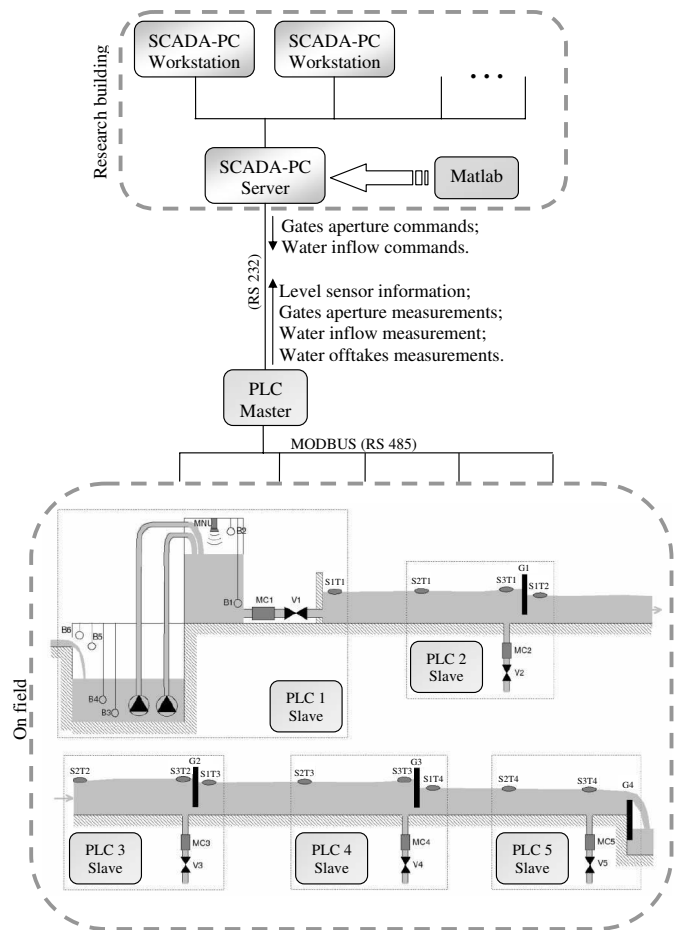 SCADA-PC
Workstation
SCADA-PC
Workstation
...
Research building
SCADA-PC
Server
Matlab
Gates aperture commands;
Water inflow commands.
(RS 232)
Level sensor information;
Gates aperture measurements;
Water inflow measurement;
Water offtakes measurements.
PLC
Master
MODBUS (RS 485)
On field
MNL
B2
B1
MC1
V1
B6
B5
B4
B3
PLC 1
Slave
S1T1
S2T1
S3T1
G1
S1T2
MC2
V2
PLC 2
Slave
S2T2
S3T2
G2
S1T3
MC3
V3
PLC 3
Slave
S2T3
S3T3
G3
S1T4
MC4
V4
PLC 4
Slave
S2T4
S3T4
G4
MC5
V5
PLC 5
Slave